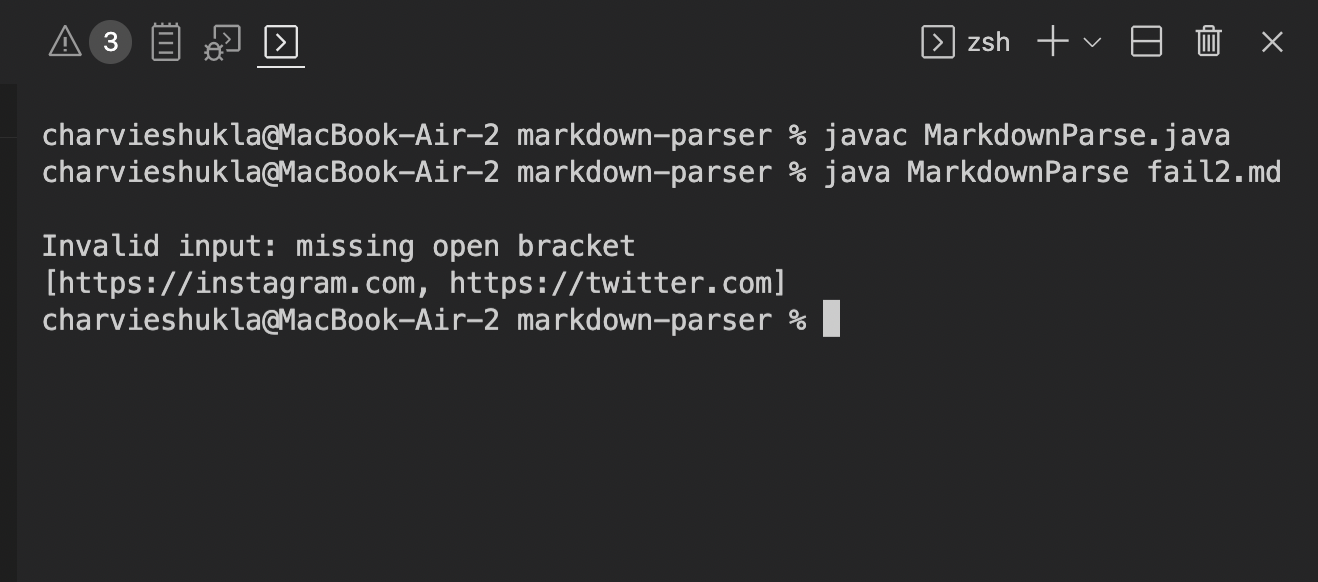 3
zsh
charvieshukla@MacBook-Air-2 markdown-parser % javac MarkdownParse.java
charvieshukla@MacBook-Air-2 markdown-parser % java MarkdownParse fail2.md
Invalid input: missing open bracket
[https://instagram.com, https://twitter.com]
charvieshukla@MacBook-Air-2 markdown-parser %